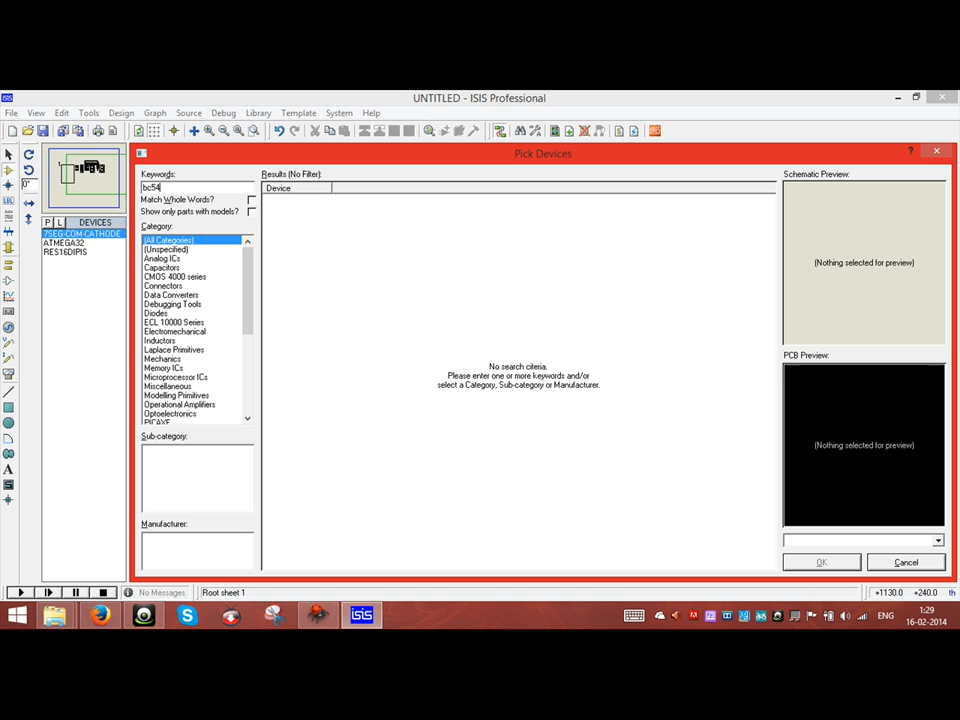 UNTITLED - ISIS Professional
File View Edit Tools Design Graph Source Debug Library Template System Help
Pick Devices
?
Keywords:
bc54
Match Whole Words?
Show only parts with models?
Category:
(All Categories)
(Unspecified)
Analog ICs
Capacitors
CMOS 4000 series
Connectors
Data Converters
Debugging Tools
Diodes
ECL 10000 Series
Electromechanical
Inductors
Laplace Primitives
Mechanics
Memory ICs
Microprocessor ICs
Miscellaneous
Modelling Primitives
Operational Amplifiers
Optoelectronics
PICAXE
Sub-category:
Manufacturer:
Results (No Filter):
Device
No search citeria.
Please enter one or more keywords and/or
select a Category, Sub-category or Manufacturer.
Schematic Preview:
(Nothing selected for preview)
PCB Preview:
(Nothing selected for preview)
OK Cancel
0°
LBL
A
P L DEVICES
7SEG-COM-CATHODE
ATMEGA32
RES16DIPIS
No Messages Root sheet 1 +1130.0 +240.0 th
isis
ENG
1:29
16-02-2014